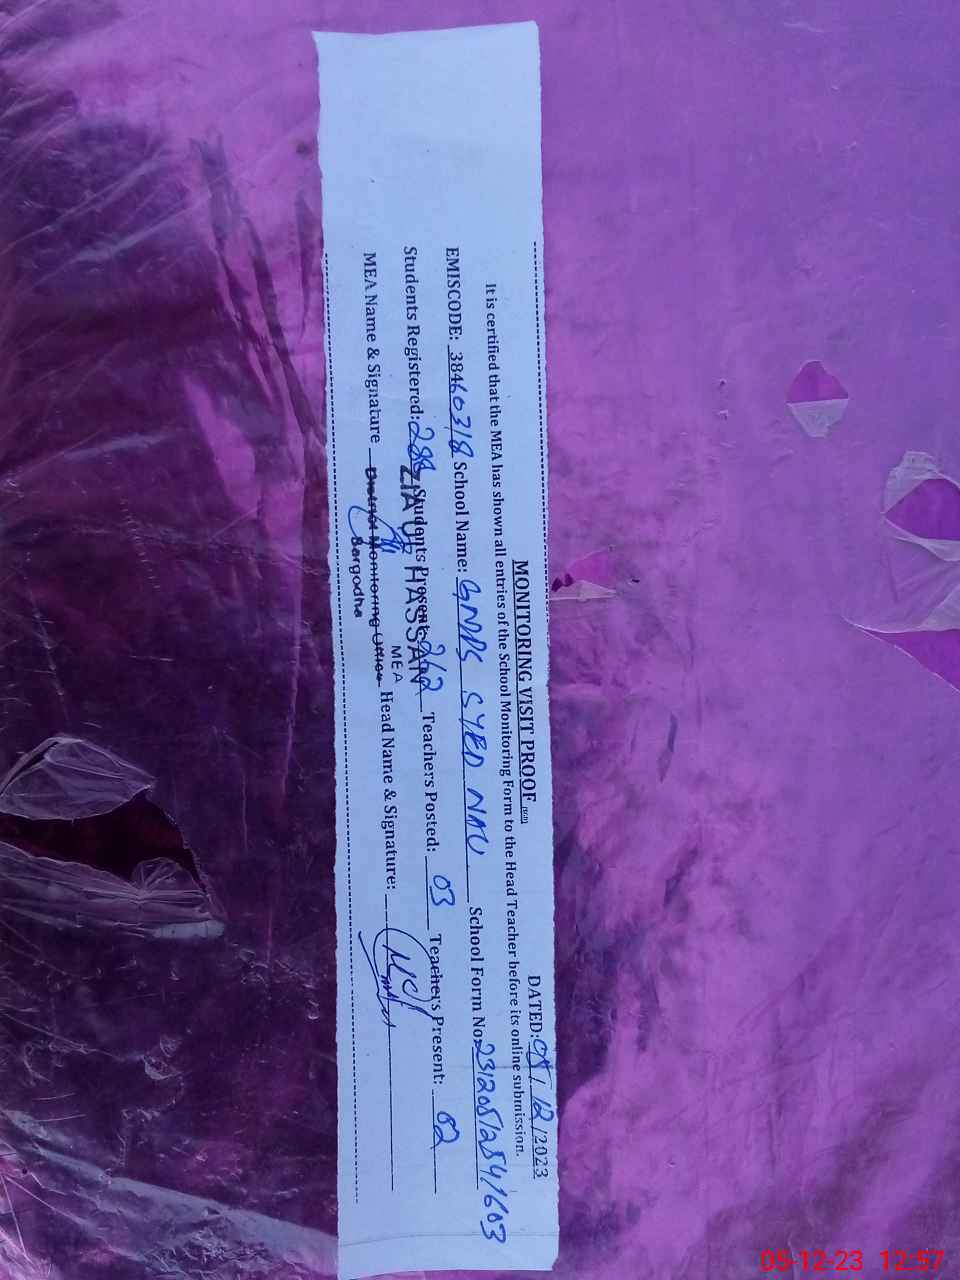 MONITORING VISIT PROOF
DATED: 05/12/2023
It is certified that the MEA has shown all entries of the School Monitoring Form to the Head Teacher before its online submission.
EMISCODE: 38460318 School Name: GMPS SYED NAU School Form No: 23120512541603
Students Registered: Students Present: 262 Teachers Posted: 03 Teachers Present: 02
ZIA UL HASSAN
MEA
MEA Name & Signature Head Name & Signature:
District Monitoring Office
Sargodha
05-12-23 12:57